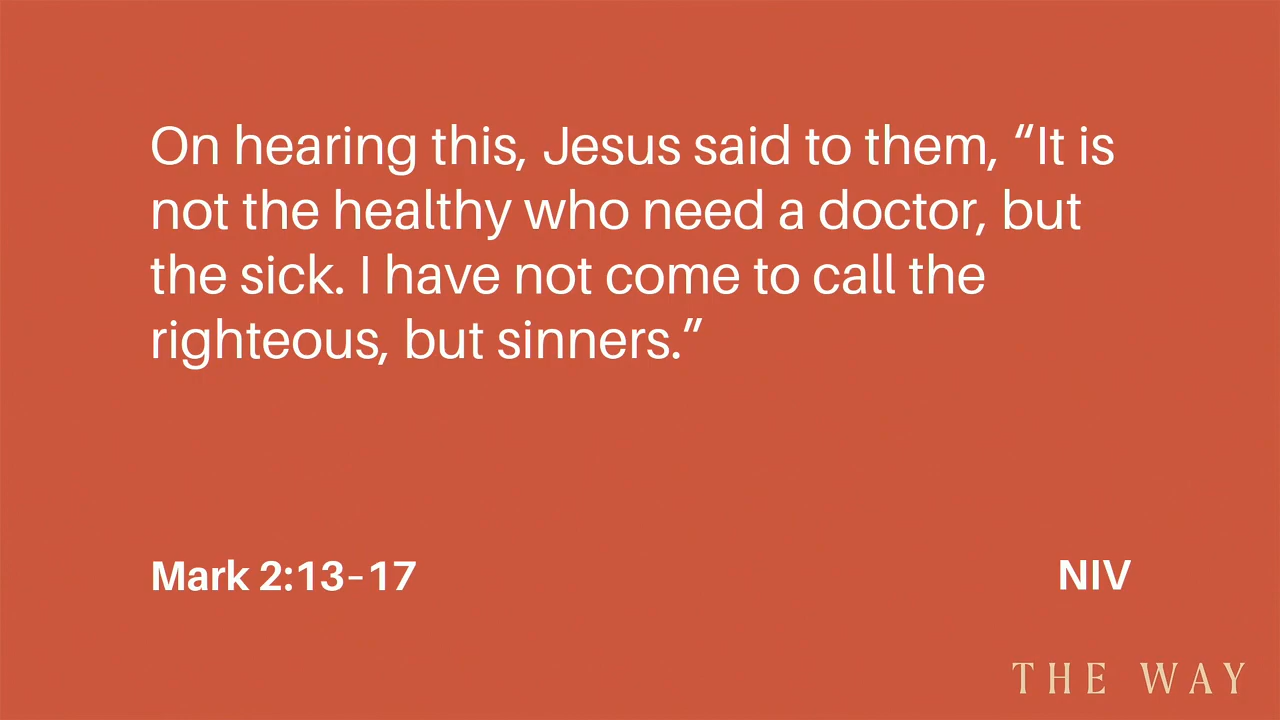 On hearing this, Jesus said to them, “It is
not the healthy who need a doctor, but
the sick. I have not come to call the
righteous, but sinners.”
Mark 2:13–17
NIV
THE WAY